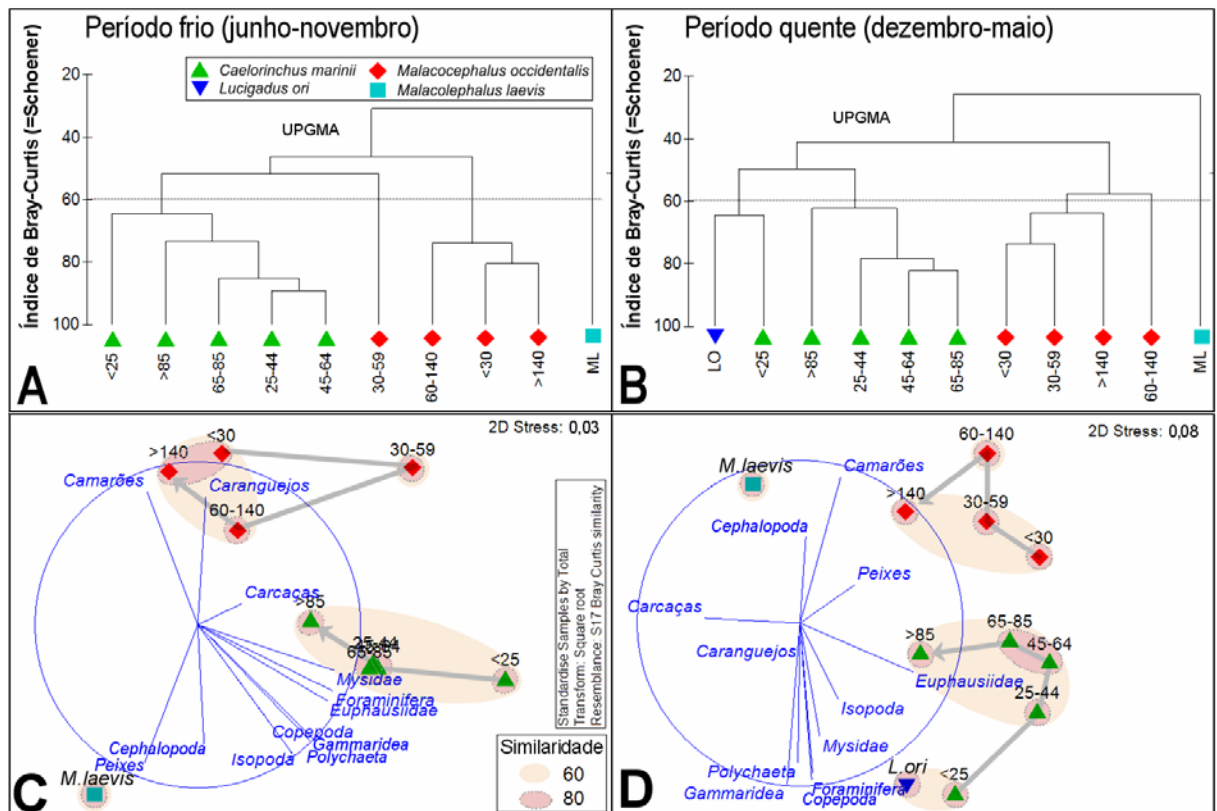 Período frio (junho-novembro)
Caelorinchus marinii
Malacocephalus occidentalis
Lucigadus ori
Malacolephalus laevis
UPGMA
Índice de Bray-Curtis (=Schoener)
20
40
60
80
100
<25
>85
65-85
25-44
45-64
30-59
60-140
<30
>140
ML
A
Período quente (dezembro-maio)
UPGMA
Índice de Bray-Curtis (=Schoener)
20
40
60
80
100
LO
<25
>85
25-44
45-64
65-85
<30
30-59
>140
60-140
ML
B
2D Stress: 0,03
<30
>140
30-59
Camarões
Caranguejos
60-140
Carcaças
>85
25-44
65-85
<25
Mysidae
Foraminifera
Euphausiidae
Copepoda
Gammaridea
Cephalopoda
Isopoda
Polychaeta
Peixes
M.laevis
C
Standardise Samples by Total
Transform: Square root
Resemblance: S17 Bray Curtis similarity
Similaridade
60
80
2D Stress: 0,08
60-140
M.laevis
Camarões
>140
30-59
Cephalopoda
<30
Peixes
Carcaças
65-85
>85
45-64
Caranguejos
Euphausiidae
25-44
Isopoda
Mysidae
Polychaeta
L.ori
<25
Gammaridea
Foraminifera
Copepoda
D